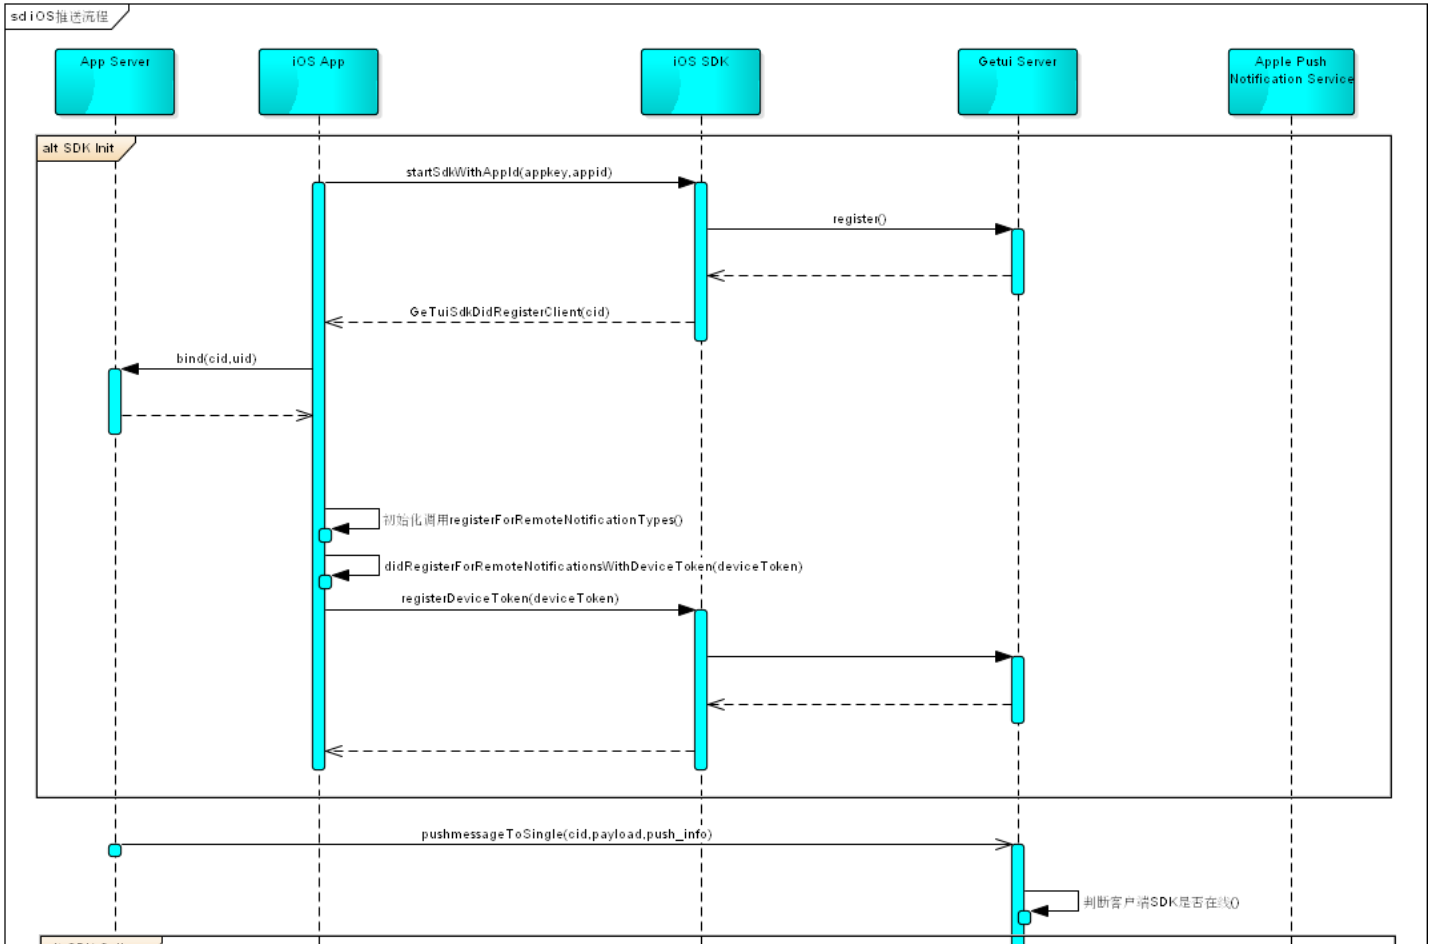 sd iOS推送流程
App Server
iOS App
iOS SDK
Getui Server
Apple Push
Notification Service
alt SDK Init
startSdkWithAppId(appkey,appid)
register()
GeTuiSdkDidRegisterClient(cid)
bind(cid,uid)
初始化调用registerForRemoteNotificationTypes()
didRegisterForRemoteNotificationsWithDeviceToken(deviceToken)
registerDeviceToken(deviceToken)
pushmessageToSingle(cid,payload,push_info)
判断客户端SDK是否在线()